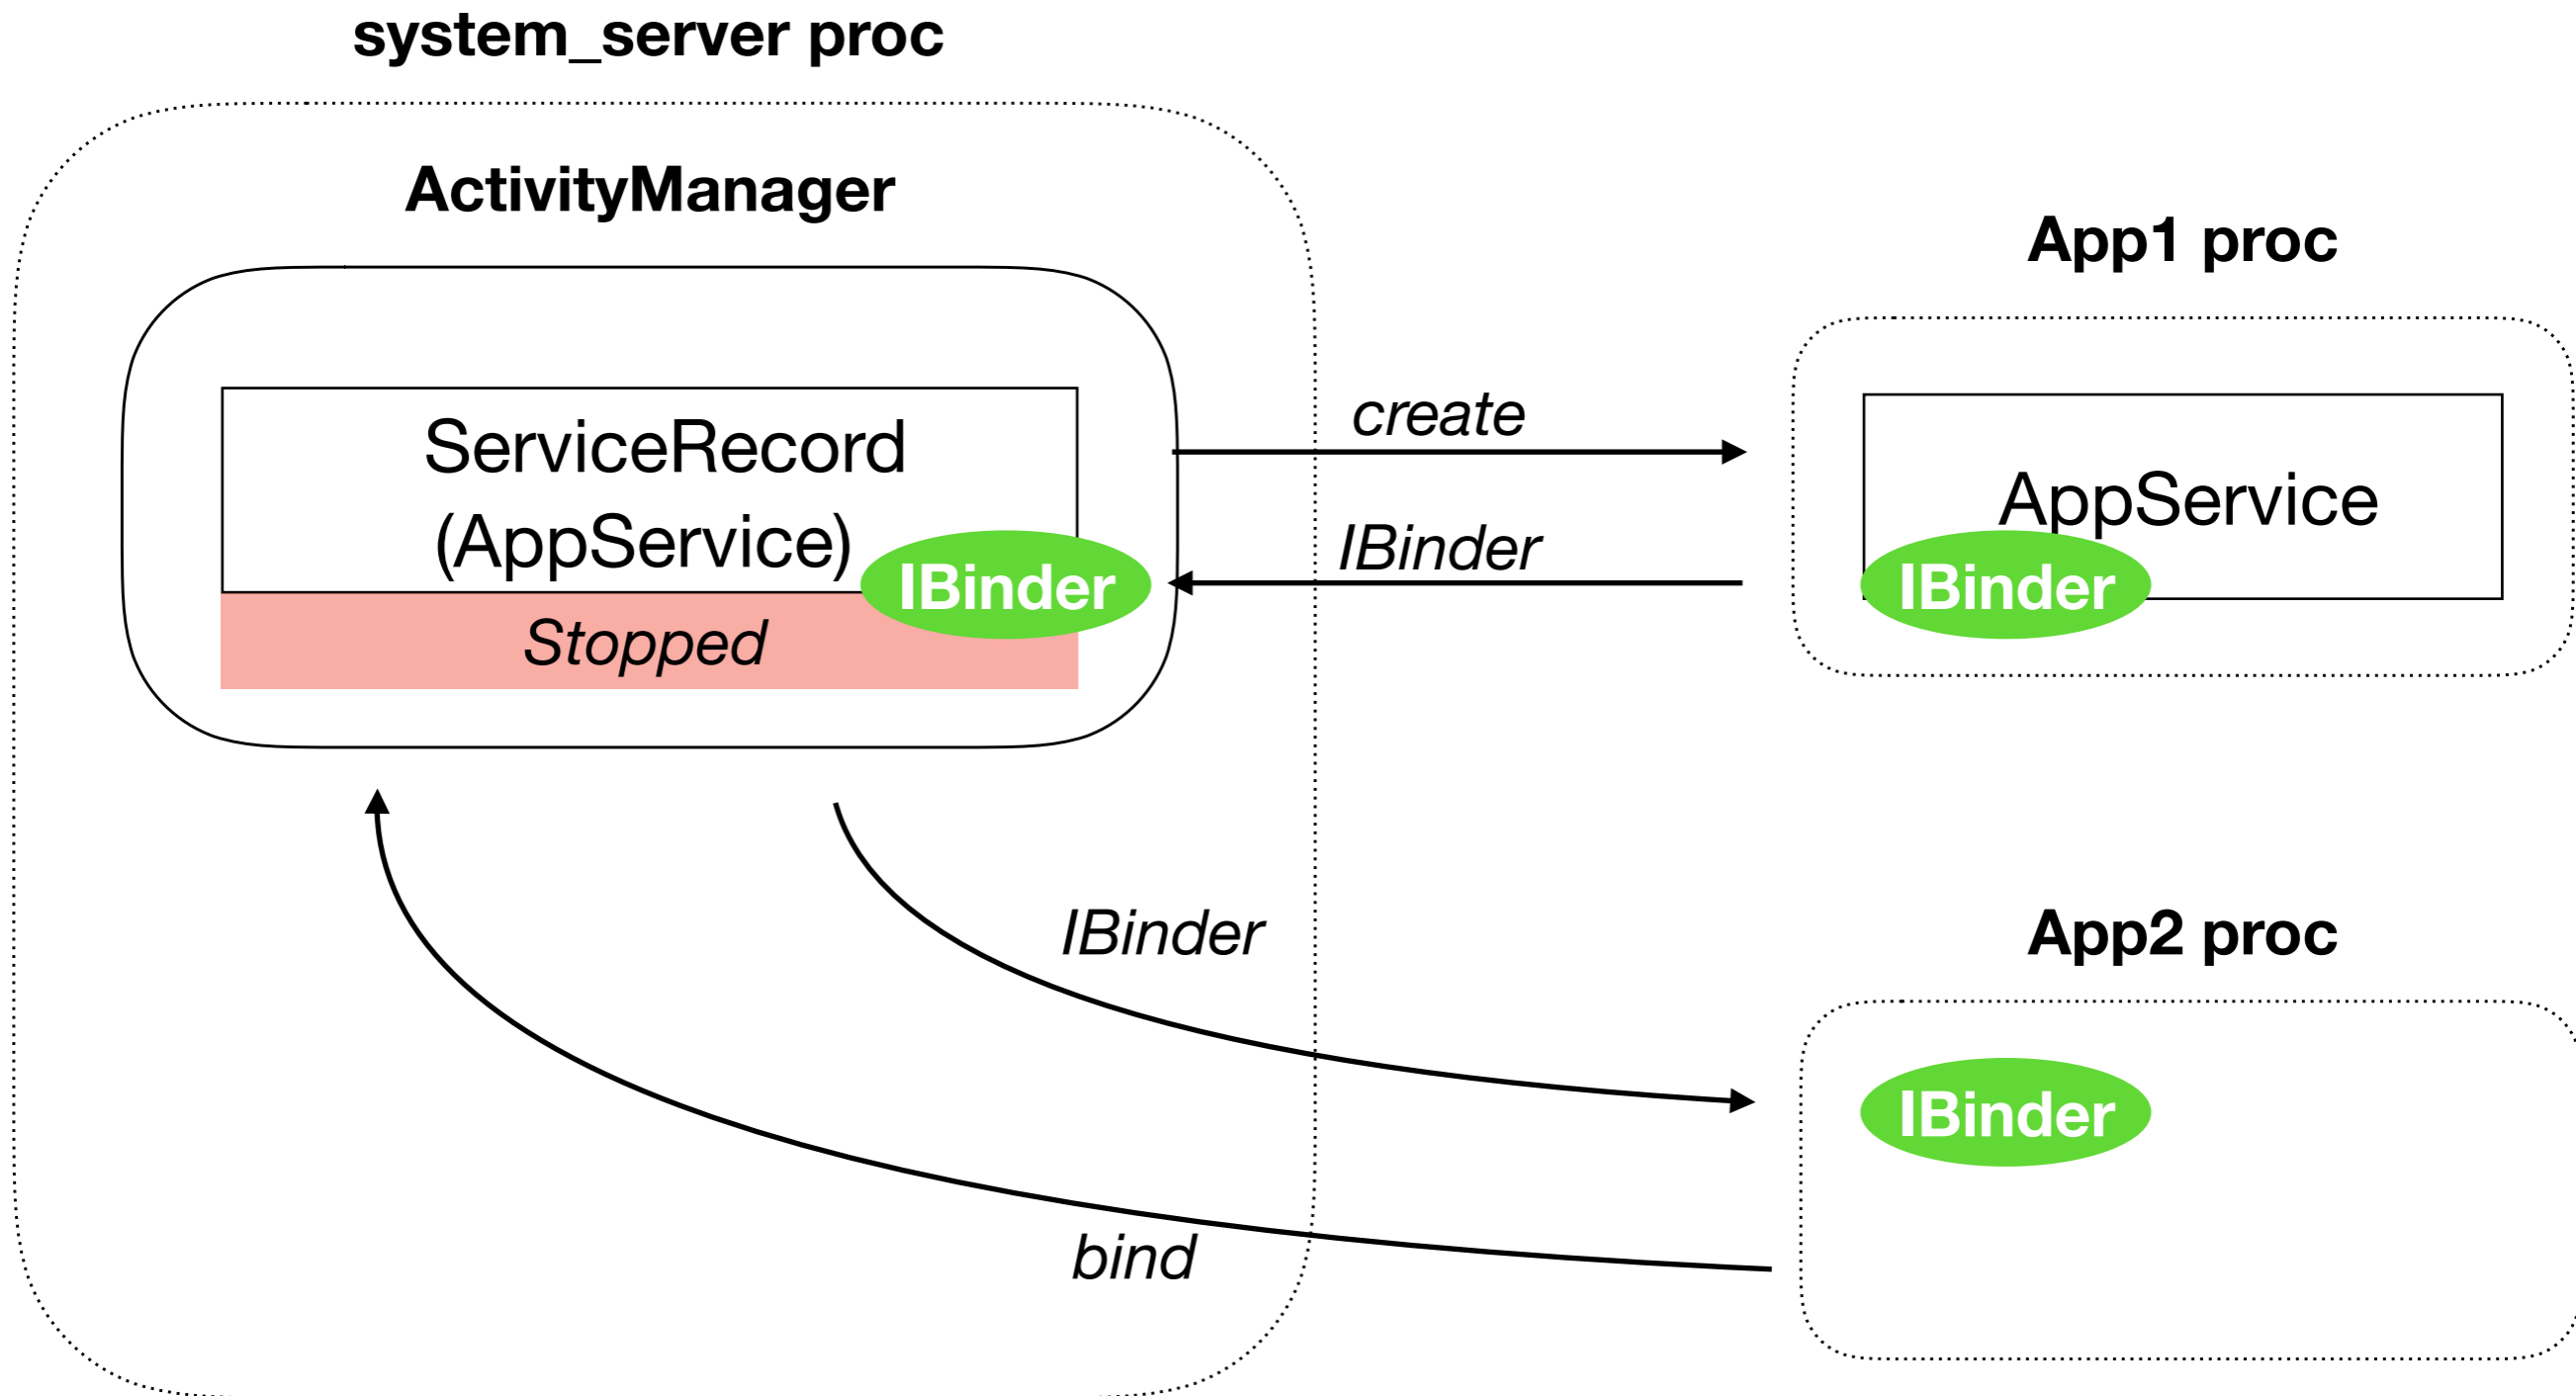 system_server proc
ActivityManager
ServiceRecord
(AppService)
IBinder
Stopped
create
IBinder
App1 proc
AppService
IBinder
IBinder
bind
App2 proc
IBinder